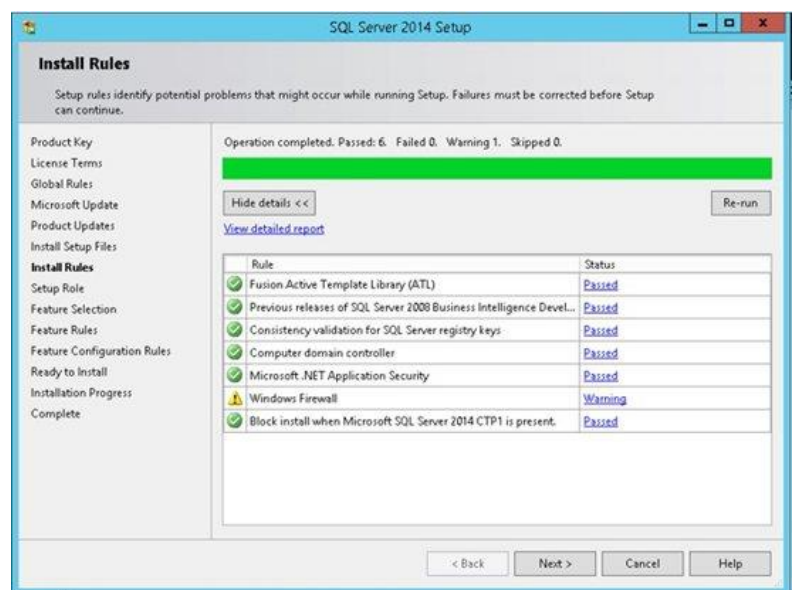 SQL Server 2014 Setup
Install Rules
Setup rules identify potential problems that might occur while running Setup. Failures must be corrected before Setup
can continue.
Product Key
License Terms
Global Rules
Microsoft Update
Product Updates
Install Setup Files
Install Rules
Setup Role
Feature Selection
Feature Rules
Feature Configuration Rules
Ready to Install
Installation Progress
Complete
Operation completed. Passed: 6. Failed 0. Warning 1. Skipped 0.
Hide details <<
Re-run
View detailed report
Rule Status
Fusion Active Template Library (ATL) Passed
Previous releases of SQL Server 2008 Business Intelligence Devel... Passed
Consistency validation for SQL Server registry keys Passed
Computer domain controller Passed
Microsoft .NET Application Security Passed
Windows Firewall Warning
Block install when Microsoft SQL Server 2014 CTP1 is present. Passed
< Back Next > Cancel Help